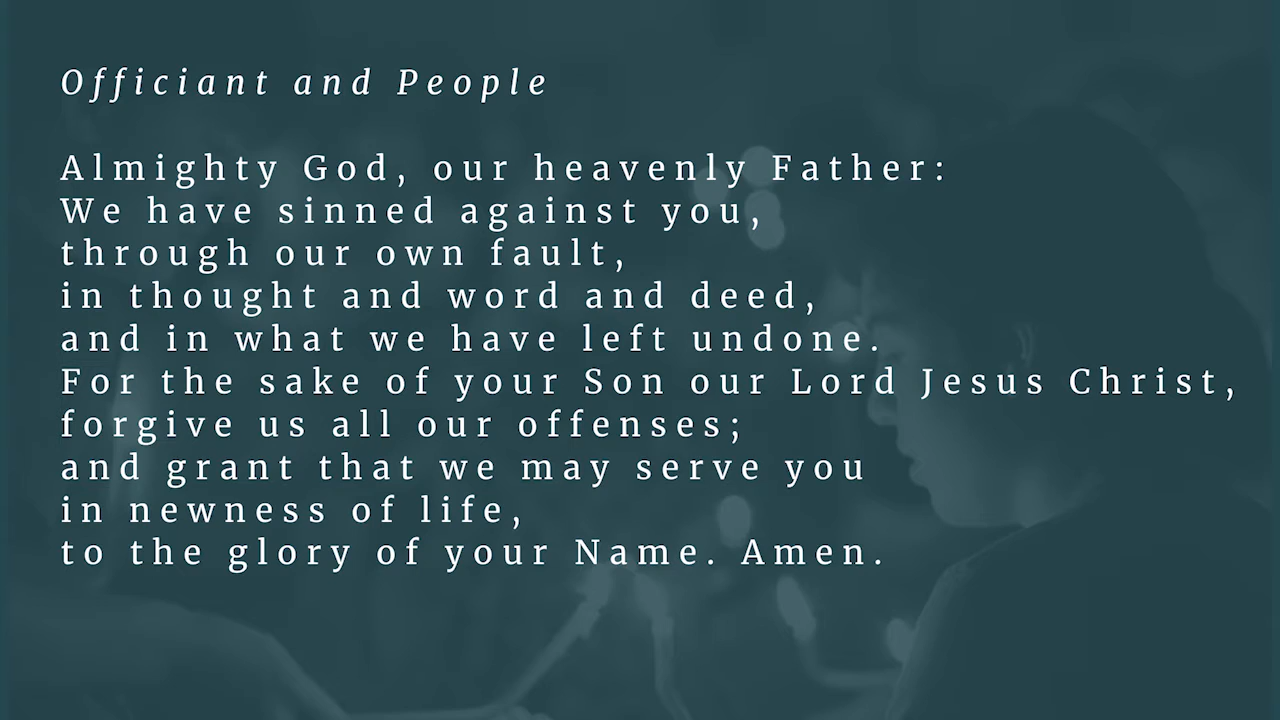 Officiant and People
Almighty God, our heavenly Father:
We have sinned against you,
through our own fault,
in thought and word and deed,
and in what we have left undone.
For the sake of your Son our Lord Jesus Christ,
forgive us all our offenses;
and grant that we may serve you
in newness of life,
to the glory of your Name. Amen.